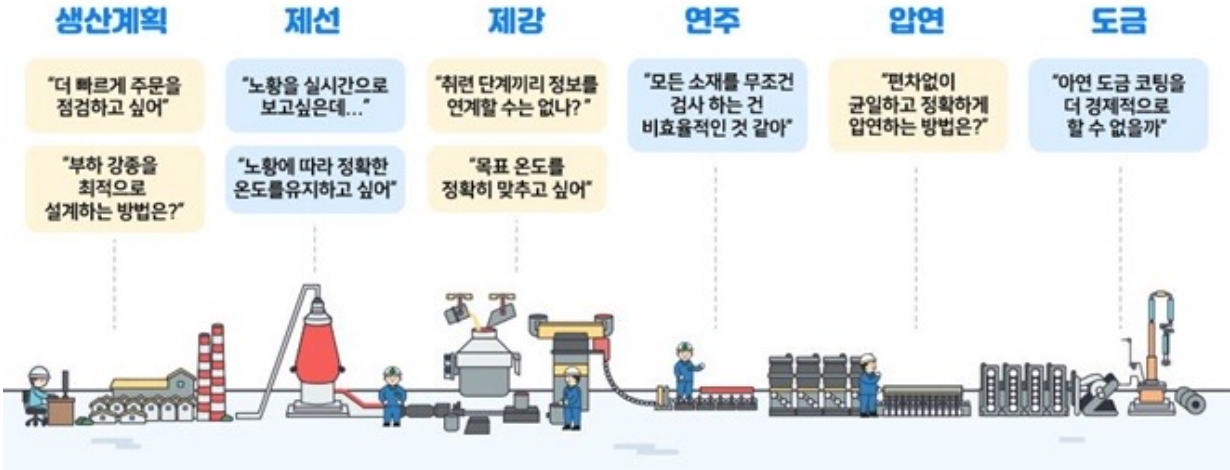 생산계획
제선
제강
연주
압연
도금
"더 빠르게 주문을
점검하고 싶어"
"부하 강종을
최적으로
설계하는 방법은?"
"노황을 실시간으로
보고싶은데..."
"노황에 따라 정확한
온도를유지하고 싶어"
"취련 단계끼리 정보를
연계할 수는 없나? "
"목표 온도를
정확히 맞추고 싶어"
"모든 소재를 무조건
검사 하는 건
비효율적인 것 같아"
"편차없이
균일하고 정확하게
압연하는 방법은?"
"아연 도금 코팅을
더 경제적으로
할 수 없을까"